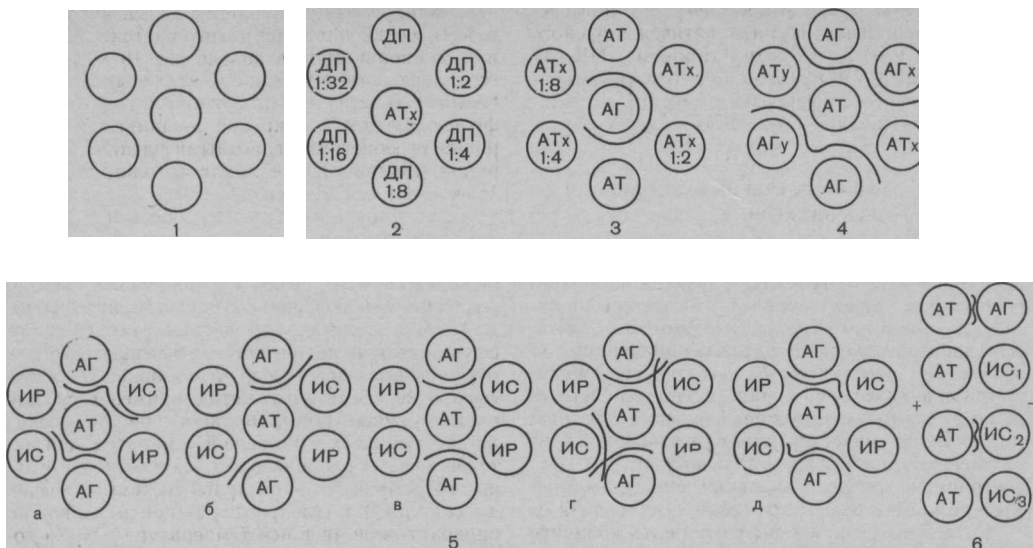 1
ДП
ДП 1:32
ДП 1:2
АТх
ДП 1:16
ДП 1:4
ДП 1:8
2
АТ
АТх 1:8
АТх.
АГ
АТх 1:4
АТх 1:2
АТ
3
АГ
АТу
АГх
АТ
АГу
АТх
АГ
4
АГ
ИР ИС
АТ
ИС ИР
АГ
а
АГ
ИР ИС
АТ
ИС ИР
АГ
б
АГ
ИР ИС
АТ
ИС ИР
АГ
в
АГ
ИР ИС
АТ
ИС ИР
АГ
АГ
ИР ИС
АТ
ИС ИР
АГ
д
5
АТ АГ
АТ ИС1
+ -
АТ ИС2
АТ ИС3
6